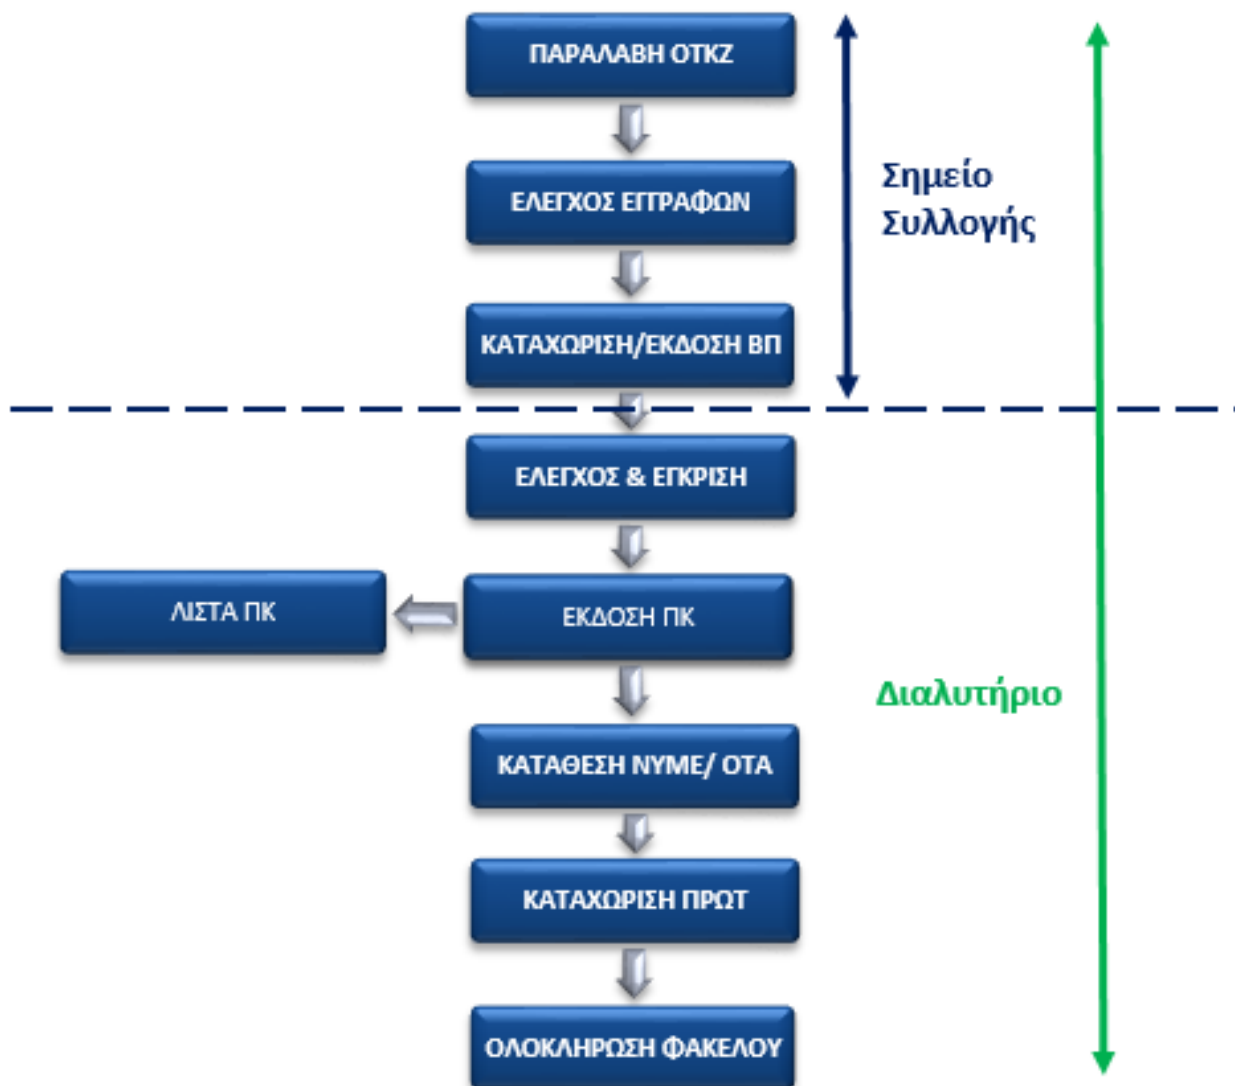 ΠΑΡΑΛΑΒΗ ΟΤΚΖ
ΕΛΕΓΧΟΣ ΕΓΓΡΑΦΩΝ
Σημείο
Συλλογής
ΚΑΤΑΧΩΡΙΣΗ/ΕΚΔΟΣΗ ΒΠ
ΕΛΕΓΧΟΣ & ΕΓΚΡΙΣΗ
ΛΙΣΤΑ ΠΚ
ΕΚΔΟΣΗ ΠΚ
Διαλυτήριο
ΚΑΤΑΘΕΣΗ ΝΥΜΕ/ ΟΤΑ
ΚΑΤΑΧΩΡΙΣΗ ΠΡΩΤ
ΟΛΟΚΛΗΡΩΣΗ ΦΑΚΕΛΟΥ